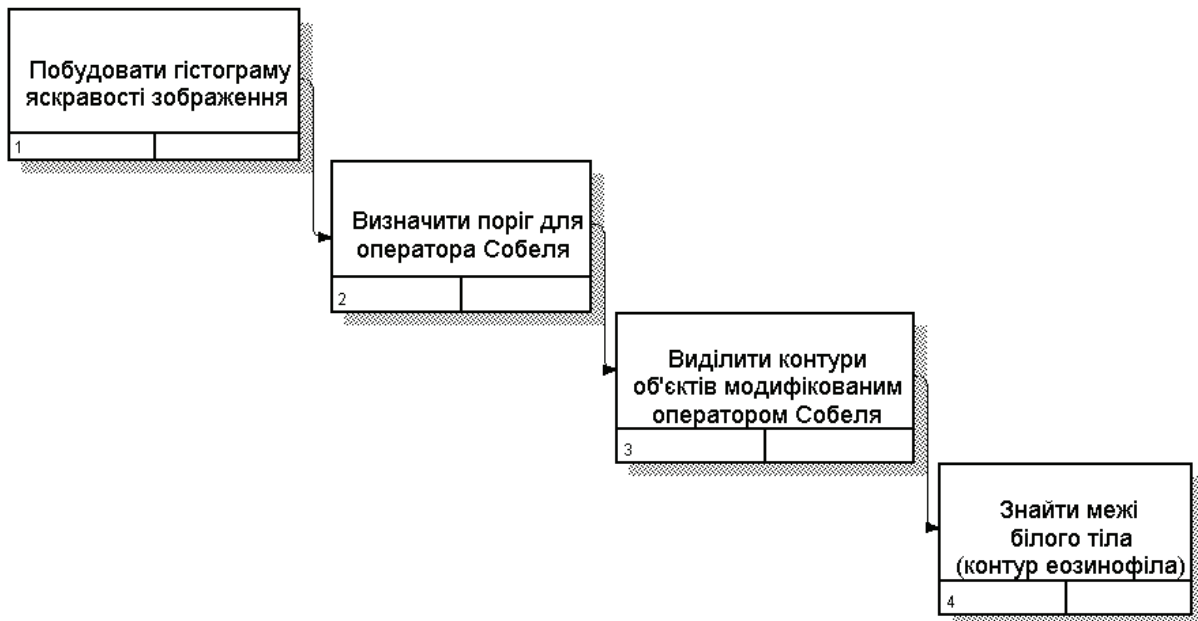 Побудовати гістограму
яскравості зображення
1
Визначити поріг для
оператора Собеля
2
Виділити контури
об'єктів модифікованим
оператором Собеля
3
Знайти межі
білого тіла
(контур еозинофіла)
4